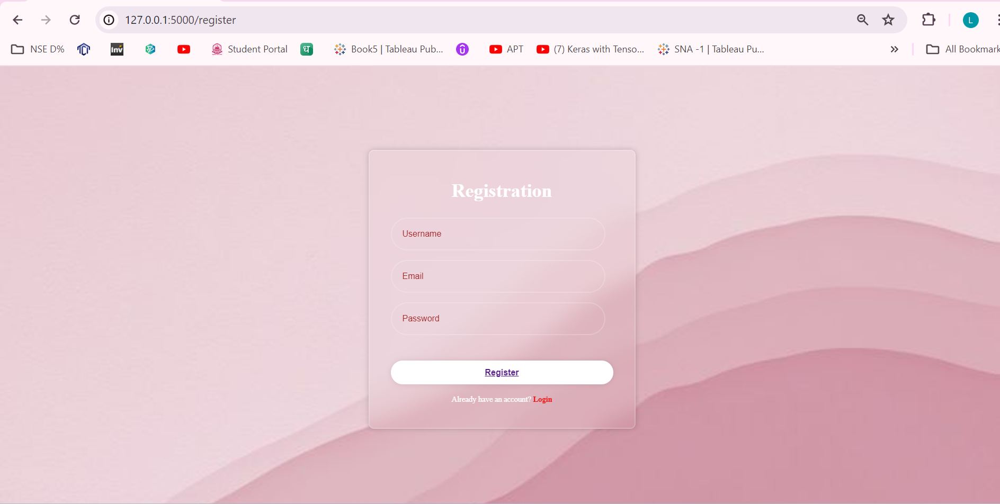 127.0.0.1:5000/register
L
NSE D%
Inv
Student Portal
ધ
Book5 | Tableau Pub...
APT
(7) Keras with Tenso...
SNA -1 | Tableau Pu...
All Bookmark
Registration
Username
Email
Password
Register
Already have an account? Login